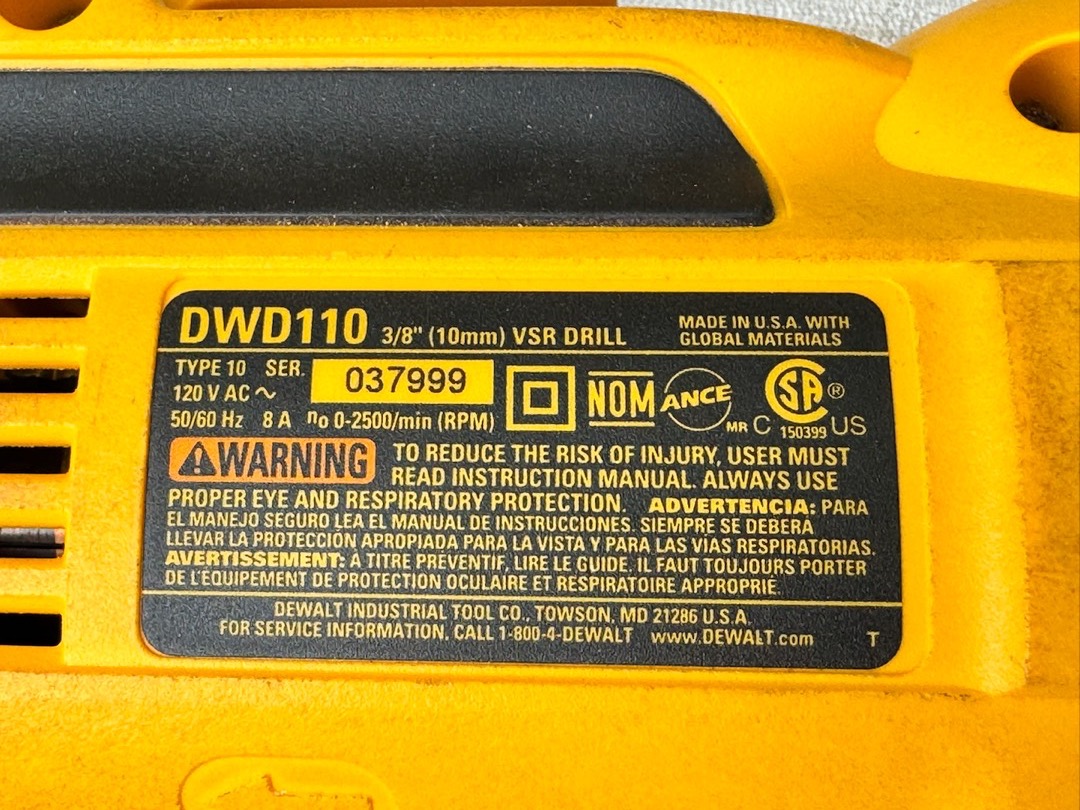 DWD110 3/8" (10mm) VSR DRILL
MADE IN U.S.A. WITH
GLOBAL MATERIALS
TYPE 10 SER. 037999
120 V AC ~
50/60 Hz 8 A no 0-2500/min (RPM)
NOM
ANCE
MR
SA ®
C 150399 US
⚠WARNING TO REDUCE THE RISK OF INJURY, USER MUST
READ INSTRUCTION MANUAL. ALWAYS USE
PROPER EYE AND RESPIRATORY PROTECTION. ADVERTENCIA: PARA
EL MANEJO SEGURO LEA EL MANUAL DE INSTRUCCIONES. SIEMPRE SE DEBERÁ
LLEVAR LA PROTECCIÓN APROPIADA PARA LA VISTA Y PARA LAS VÍAS RESPIRATORIAS.
AVERTISSEMENT: À TITRE PRÉVENTIF, LIRE LE GUIDE. IL FAUT TOUJOURS PORTER
DE L'ÉQUIPEMENT DE PROTECTION OCULAIRE ET RESPIRATOIRE APPROPRIÉ.
DEWALT INDUSTRIAL TOOL CO., TOWSON, MD 21286 U.S.A.
FOR SERVICE INFORMATION, CALL 1-800-4-DEWALT www.DEWALT.com
T